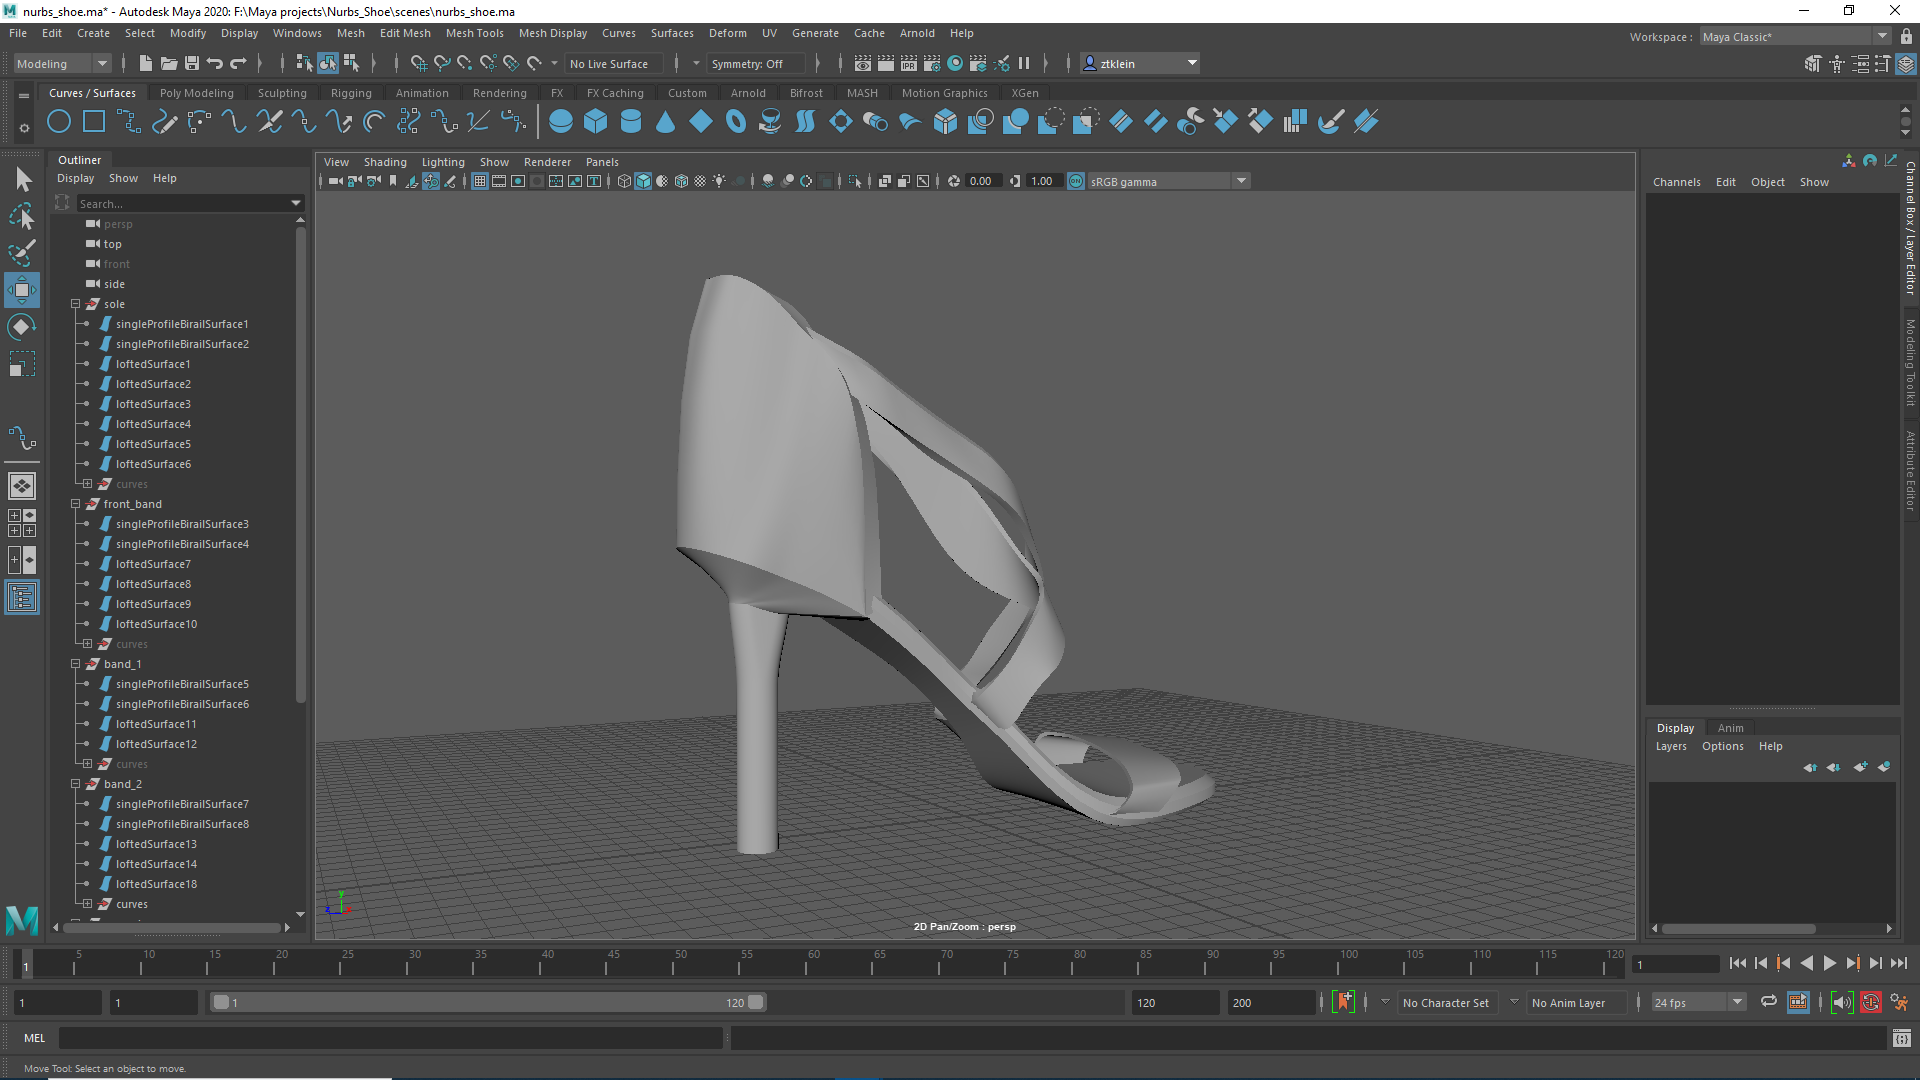 nurbs_shoe.ma* - Autodesk Maya 2020: F:\Maya projects\Nurbs_Shoe\scenes\nurbs_shoe.ma
File Edit Create Select Modify Display Windows Mesh Edit Mesh Mesh Tools Mesh Display Curves Surfaces Deform UV Generate Cache Arnold Help
Workspace : Maya Classic*
Modeling No Live Surface Symmetry: Off IPR ztklein
Curves / Surfaces Poly Modeling Sculpting Rigging Animation Rendering FX FX Caching Custom Arnold Bifrost MASH Motion Graphics XGen
Outliner
Display Show Help
Search...
persp
top
front
side
sole
singleProfileBirailSurface1
singleProfileBirailSurface2
loftedSurface1
loftedSurface2
loftedSurface3
loftedSurface4
loftedSurface5
loftedSurface6
curves
front_band
singleProfileBirailSurface3
singleProfileBirailSurface4
loftedSurface7
loftedSurface8
loftedSurface9
loftedSurface10
curves
band_1
singleProfileBirailSurface5
singleProfileBirailSurface6
loftedSurface11
loftedSurface12
curves
band_2
singleProfileBirailSurface7
singleProfileBirailSurface8
loftedSurface13
loftedSurface14
loftedSurface18
curves
View Shading Lighting Show Renderer Panels
0.00 1.00 ON sRGB gamma
y
z x
2D Pan/Zoom : persp
Channels Edit Object Show
Channel Box / Layer Editor
Modeling Toolkit
Attribute Editor
Display Anim
Layers Options Help
1 5 10 15 20 25 30 35 40 45 50 55 60 65 70 75 80 85 90 95 100 105 110 115 120 1
1 1 1 120 120 200 No Character Set No Anim Layer 24 fps
MEL
Move Tool: Select an object to move.